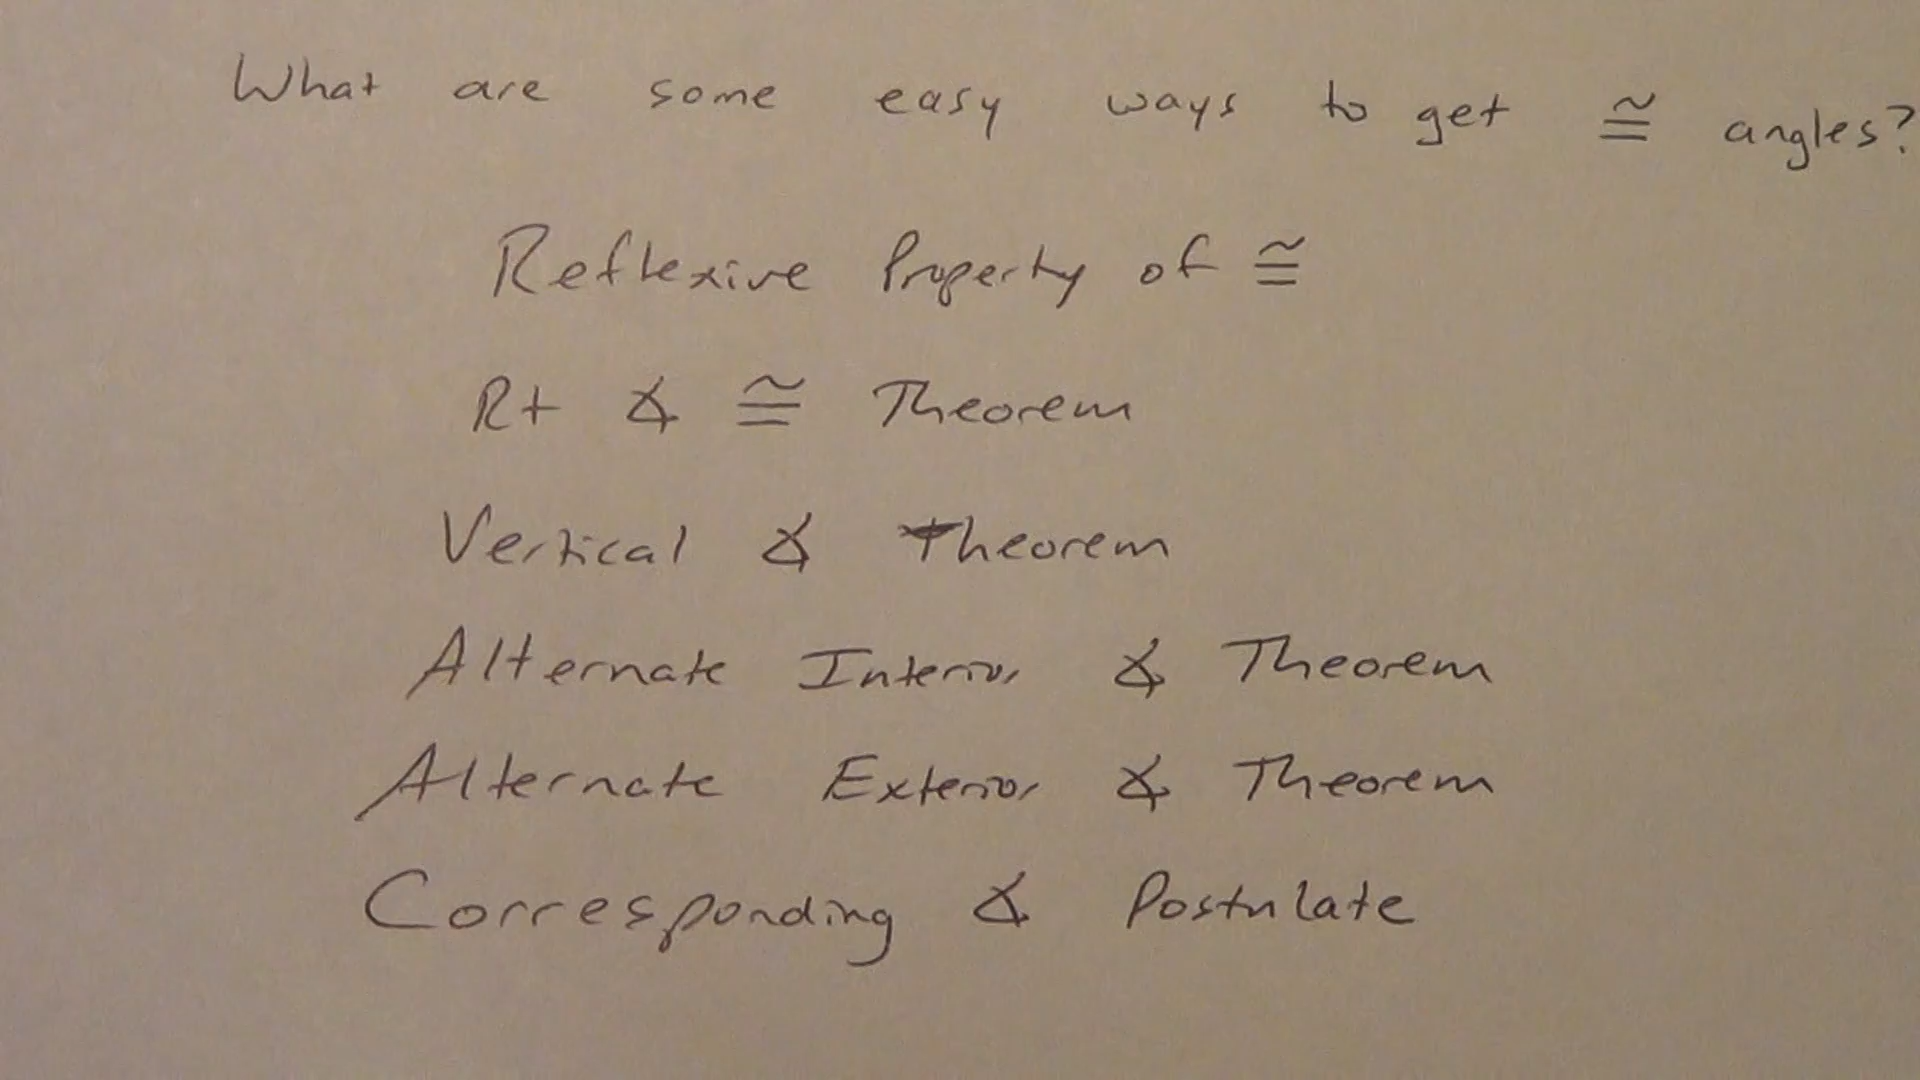 What are some easy ways to get ≅ angles?
Reflexive Property of ≅
Rt ∡ ≅ Theorem
Vertical ∡ Theorem
Alternate Interior ∡ Theorem
Alternate Exterior ∡ Theorem
Corresponding ∡ Postulate